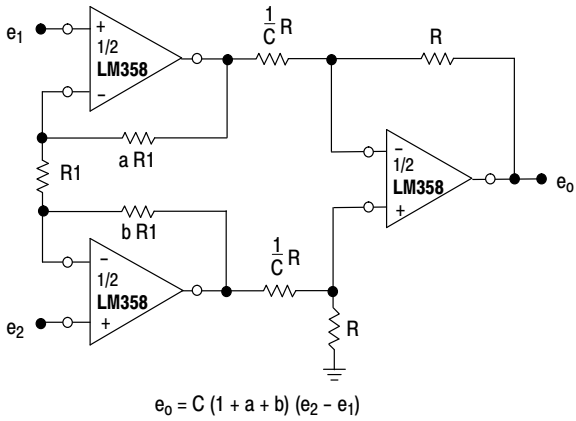 e1
+
1/2
LM358
−
1/C R
R
a R1
R1
b R1
−
1/2
LM358
+
e2
1/C R
−
1/2
LM358
+
eo
R
eo = C (1 + a + b) (e2 – e1)